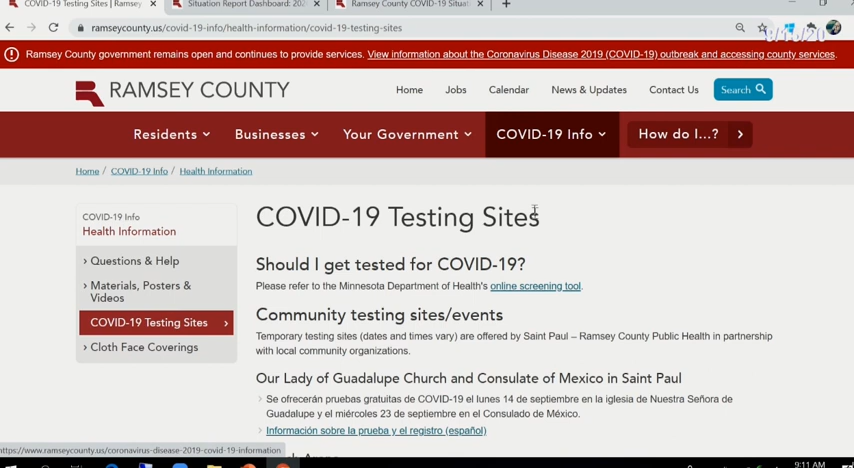 COVID-19 Testing Sites | Ramsey
Situation Report Dashboard: 202
Ramsey County COVID-19 Situat
ramseycounty.us/covid-19-info/health-information/covid-19-testing-sites
Ramsey County government remains open and continues to provide services. View information about the Coronavirus Disease 2019 (COVID-19) outbreak and accessing county services.
RAMSEY COUNTY
Home Jobs Calendar News & Updates Contact Us Search
Residents Businesses Your Government COVID-19 Info How do I...?
Home / COVID-19 Info / Health Information
COVID-19 Info
Health Information
Questions & Help
Materials, Posters &
Videos
COVID-19 Testing Sites
Cloth Face Coverings
COVID-19 Testing Sites
Should I get tested for COVID-19?
Please refer to the Minnesota Department of Health's online screening tool.
Community testing sites/events
Temporary testing sites (dates and times vary) are offered by Saint Paul – Ramsey County Public Health in partnership
with local community organizations.
Our Lady of Guadalupe Church and Consulate of Mexico in Saint Paul
Se ofrecerán pruebas gratuitas de COVID-19 el lunes 14 de septiembre en la iglesia de Nuestra Señora de
Guadalupe y el miércoles 23 de septiembre en el Consulado de México.
Información sobre la prueba y el registro (español)
https://www.ramseycounty.us/coronavirus-disease-2019-covid-19-information
9:11 AM